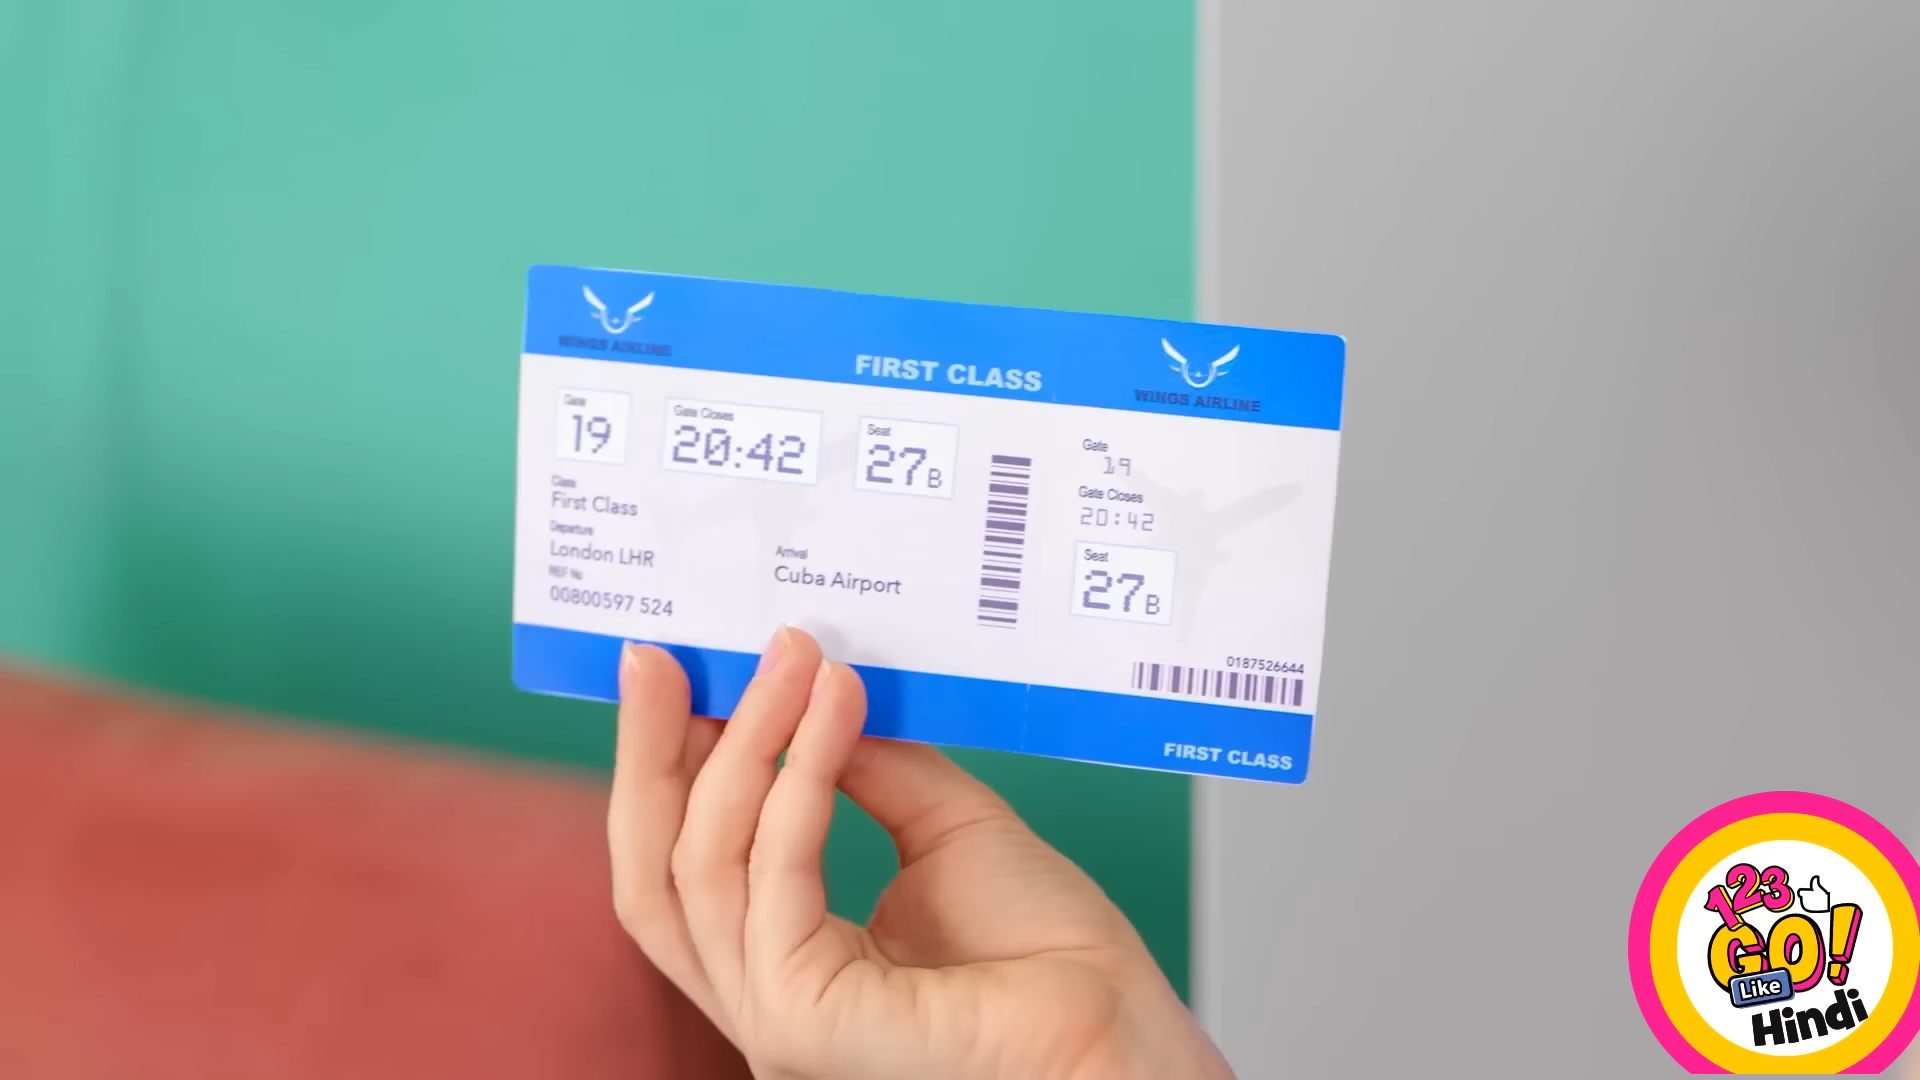 WINGS AIRLINE
FIRST CLASS
WINGS AIRLINE
Gate
19
Gate Closes
20:42
Seat
27B
Class
First Class
Departure
London LHR
REF No
00800597 524
Arrival
Cuba Airport
Gate
19
Gate Closes
20:42
Seat
27B
0187526644
FIRST CLASS
123
GO!
Like
Hindi